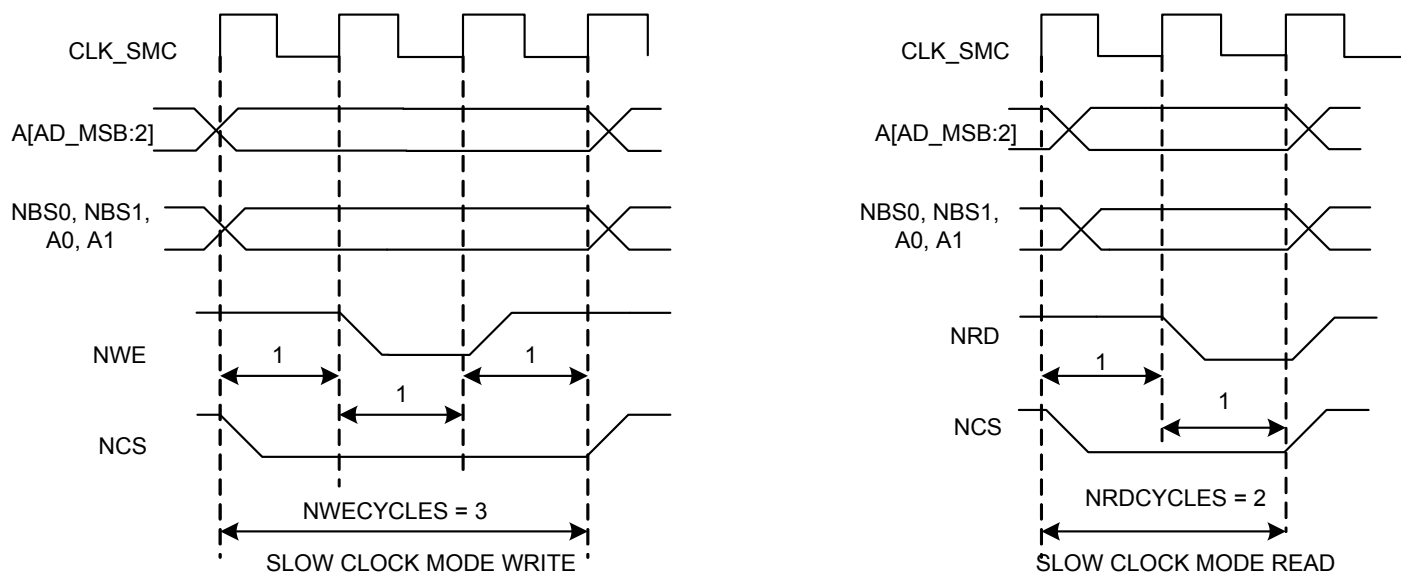 CLK_SMC
A[AD_MSB:2]
NBS0, NBS1,
A0, A1
NWE
1
1
1
NCS
NWECYCLES = 3
SLOW CLOCK MODE WRITE
CLK_SMC
A[AD_MSB:2]
NBS0, NBS1,
A0, A1
NRD
1
1
NCS
NRDCYCLES = 2
SLOW CLOCK MODE READ